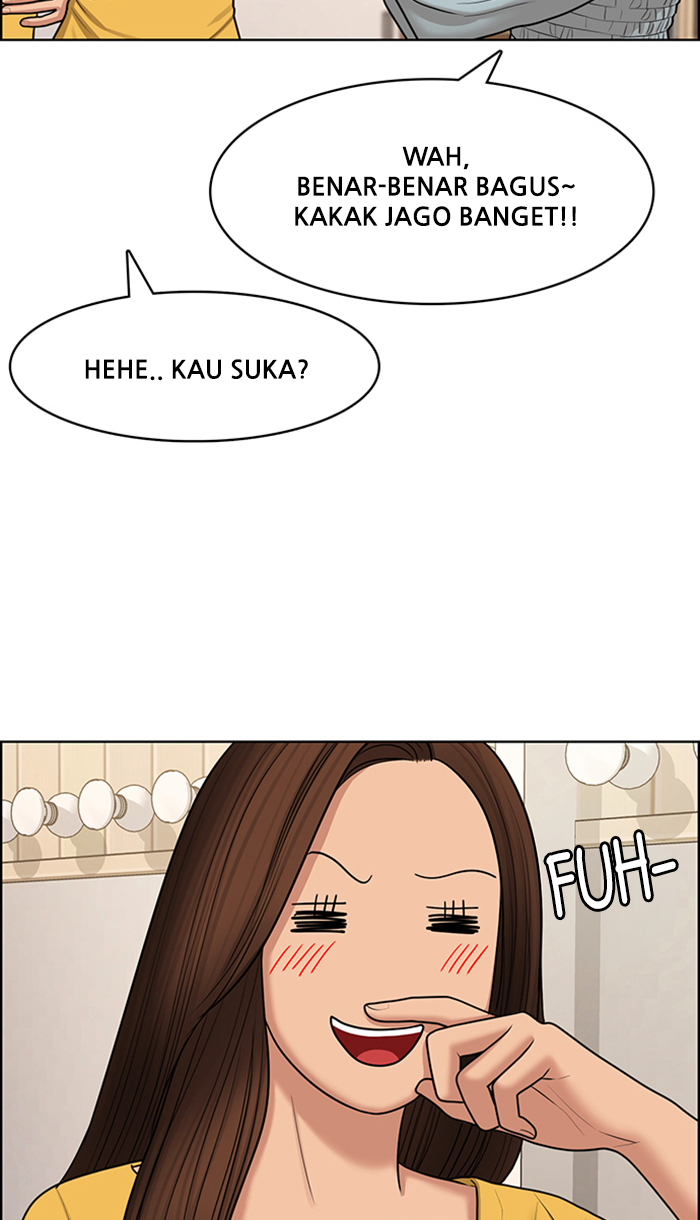 WAH,
BENAR-BENAR BAGUS~
KAKAK JAGO BANGET!!
HEHE.. KAU SUKA?
FUH-